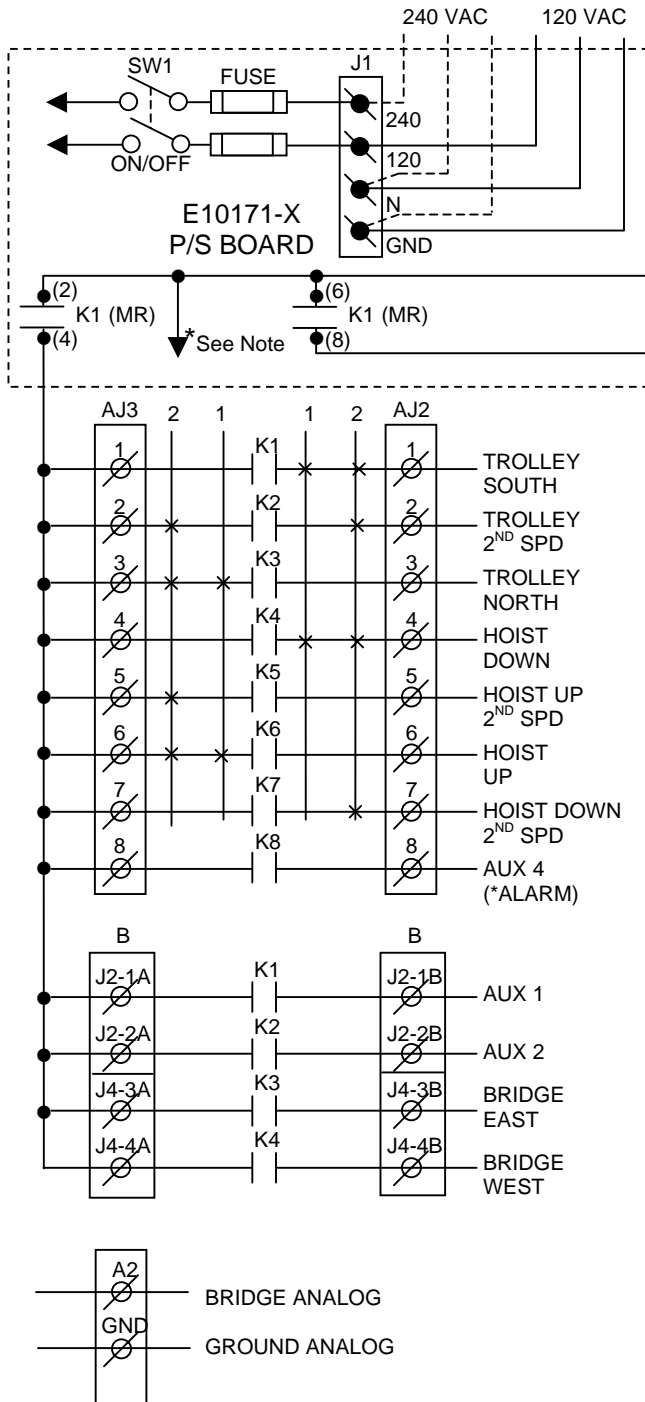 240 VAC 120 VAC
SW1 FUSE J1
240
120
ON/OFF
N
E10171-X
P/S BOARD
GND
(2) (6)
K1 (MR) K1 (MR)
(4) *See Note (8)
AJ3 2 1 1 2 AJ2
1 K1 1 TROLLEY
SOUTH
2 K2 2 TROLLEY
2ND SPD
3 K3 3 TROLLEY
NORTH
4 K4 4 HOIST
DOWN
5 K5 5 HOIST UP
2ND SPD
6 K6 6 HOIST
UP
7 K7 7 HOIST DOWN
2ND SPD
8 K8 8 AUX 4
(*ALARM)
B B
J2-1A K1 J2-1B AUX 1
J2-2A K2 J2-2B AUX 2
J4-3A K3 J4-3B BRIDGE
EAST
J4-4A K4 J4-4B BRIDGE
WEST
A2 BRIDGE ANALOG
GND GROUND ANALOG